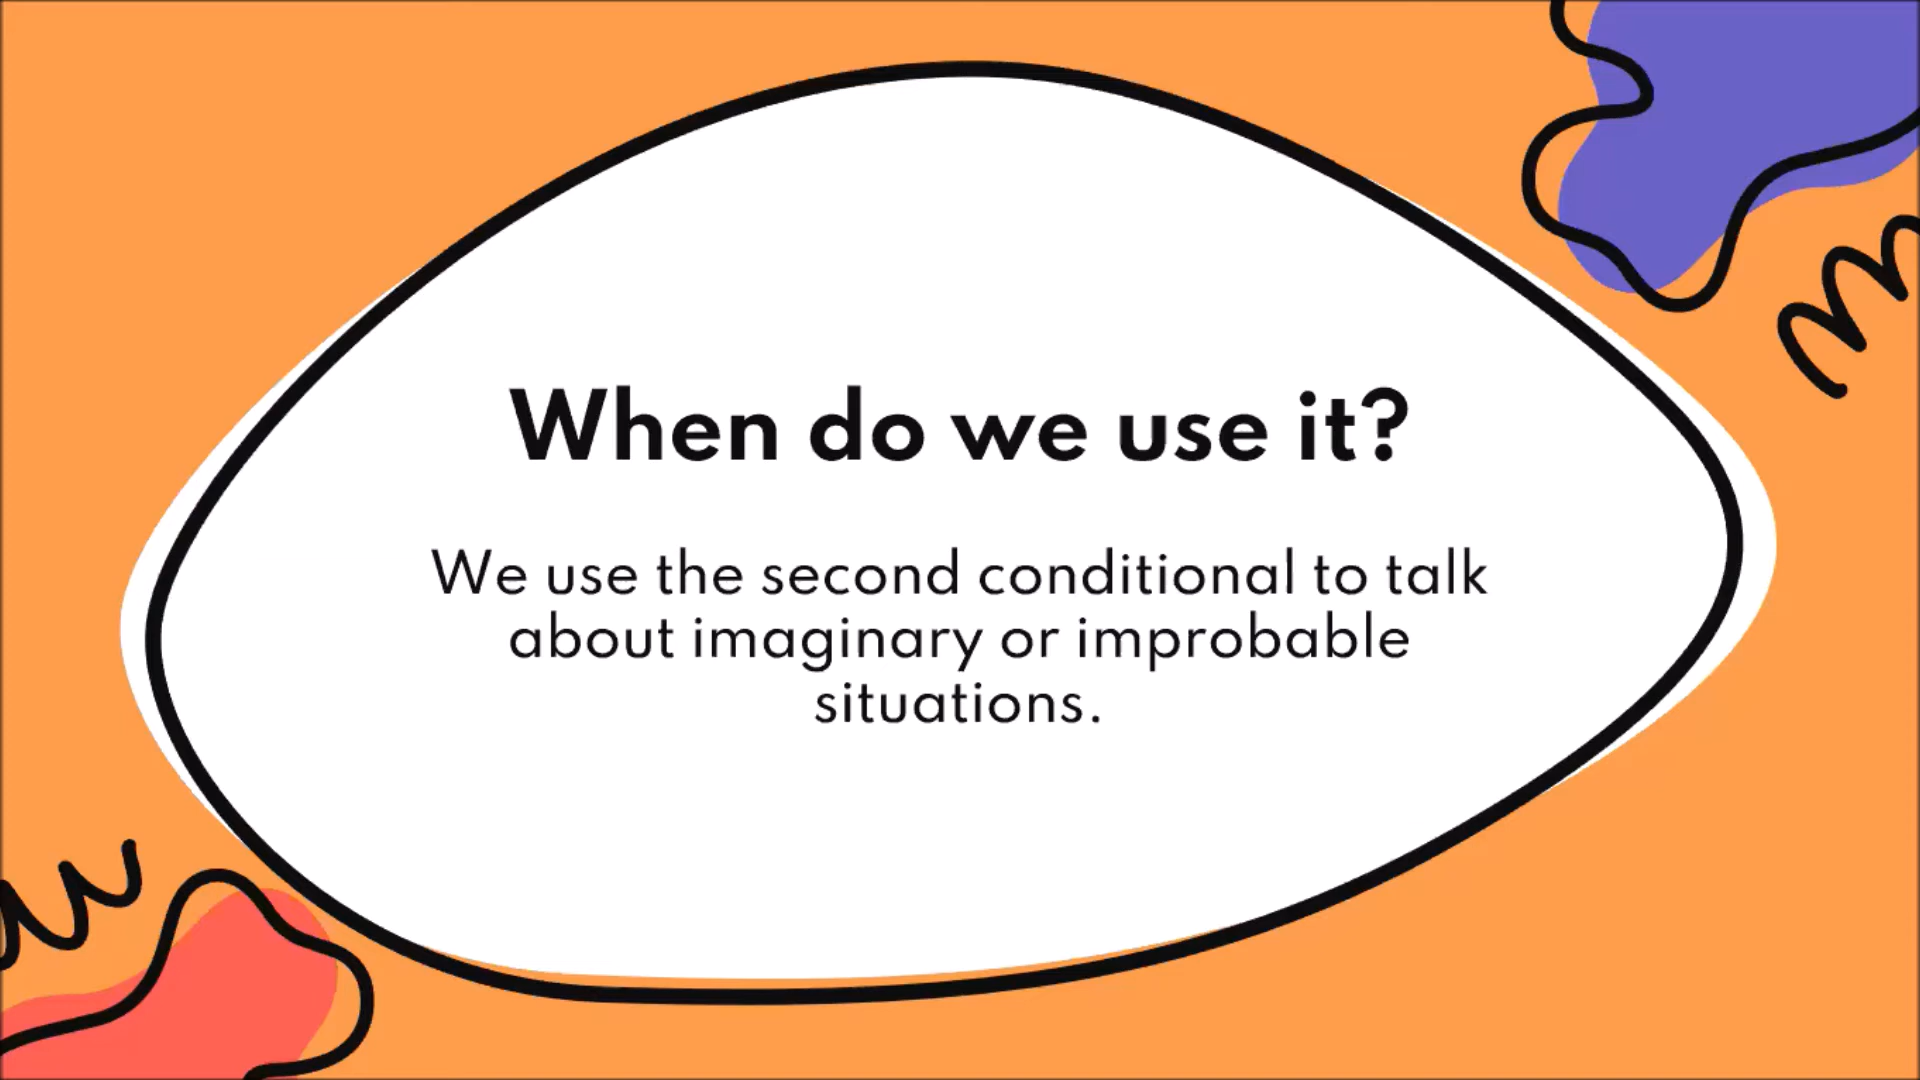 When do we use it?
We use the second conditional to talk
about imaginary or improbable
situations.